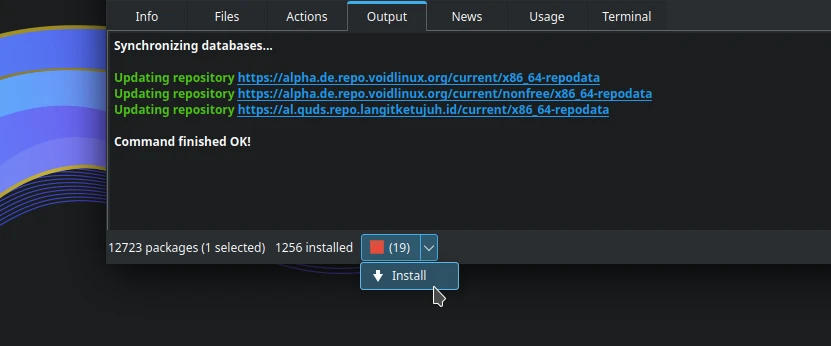 Info Files Actions Output News Usage Terminal
Synchronizing databases...
Updating repository https://alpha.de.repo.voidlinux.org/current/x86_64-repodata
Updating repository https://alpha.de.repo.voidlinux.org/current/nonfree/x86_64-repodata
Updating repository https://al.quds.repo.langitketujuh.id/current/x86_64-repodata
Command finished OK!
12723 packages (1 selected) 1256 installed (19)
Install